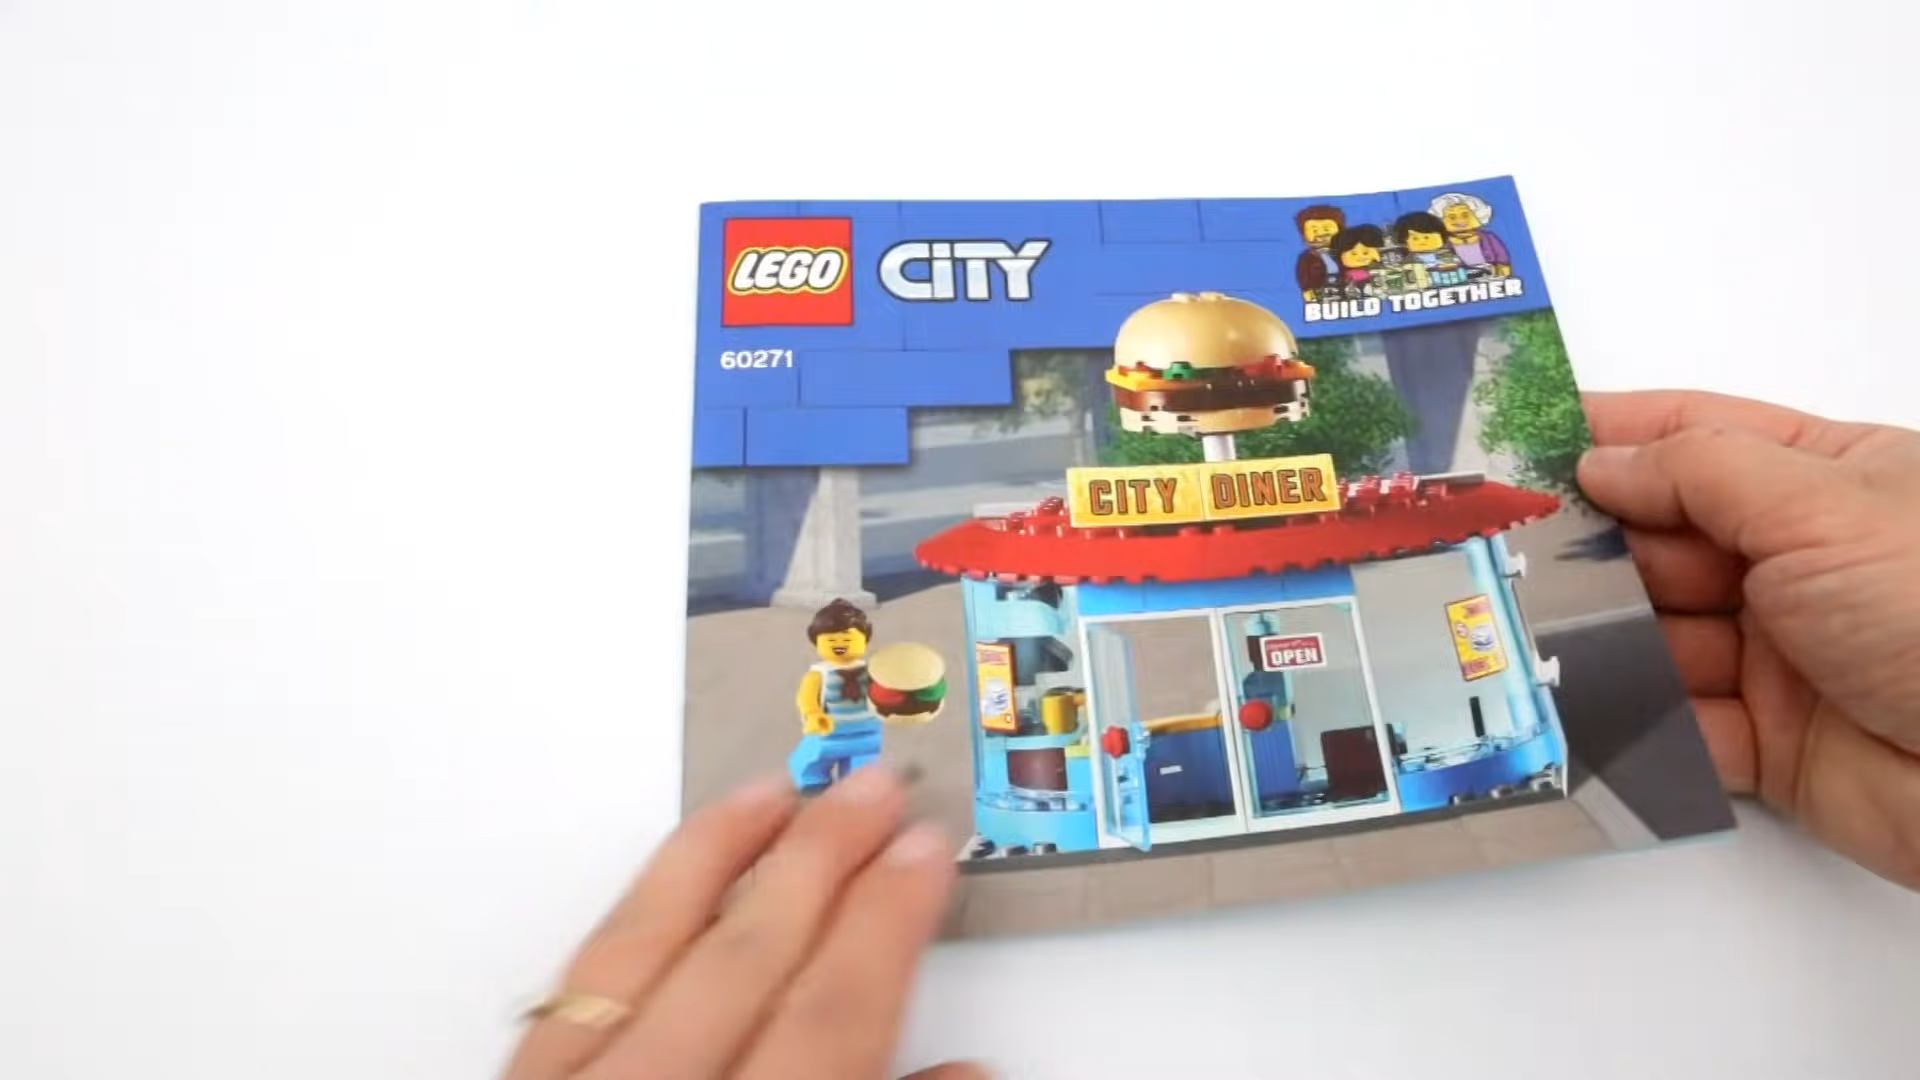 LEGO CITY
BUILD TOGETHER
60271
CITY DINER
OPEN